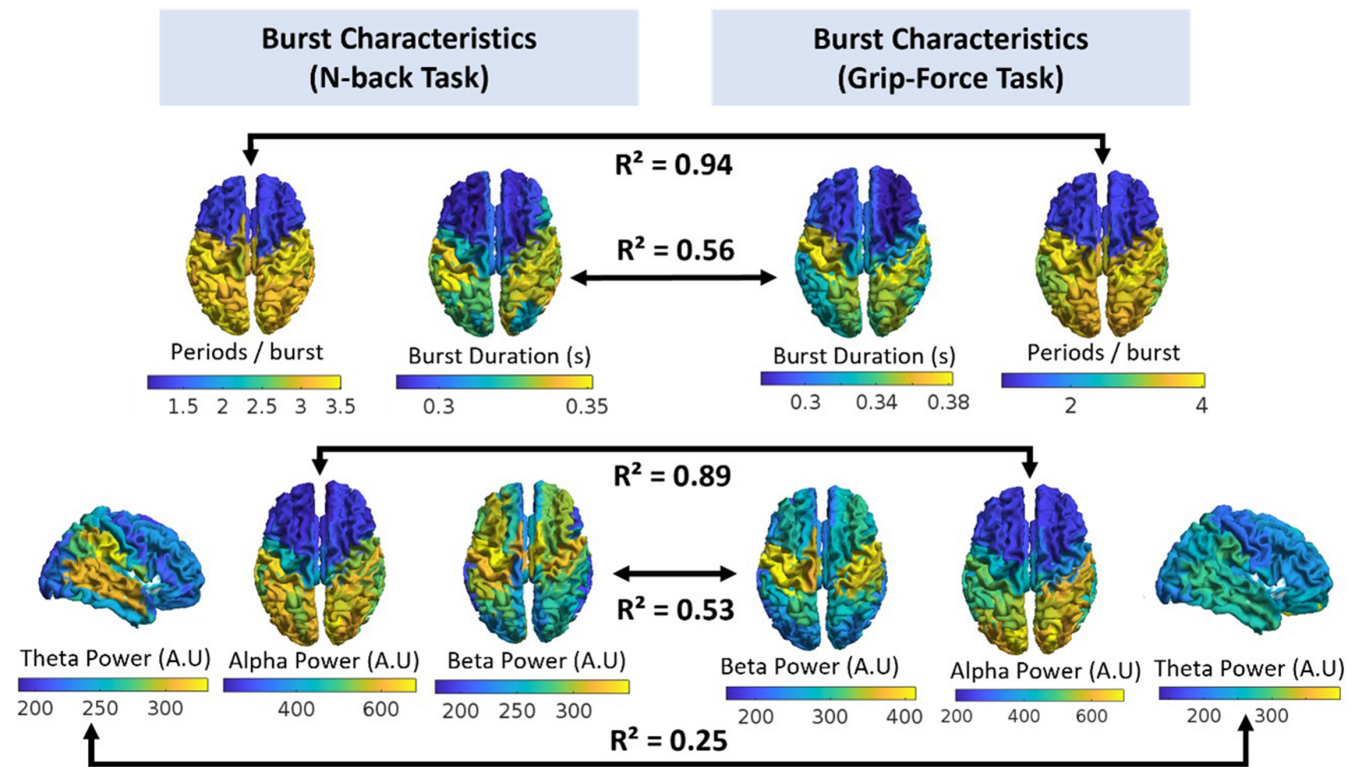 Burst Characteristics
(N-back Task)
Burst Characteristics
(Grip-Force Task)
R² = 0.94
R² = 0.56
Periods / burst
1.5 2 2.5 3 3.5
Burst Duration (s)
0.3 0.35
Burst Duration (s)
0.3 0.34 0.38
Periods / burst
2 4
R² = 0.89
R² = 0.53
Theta Power (A.U)
200 250 300
Alpha Power (A.U)
400 600
Beta Power (A.U)
200 250 300
Beta Power (A.U)
200 300 400
Alpha Power (A.U)
200 400 600
Theta Power (A.U)
200 300
R² = 0.25